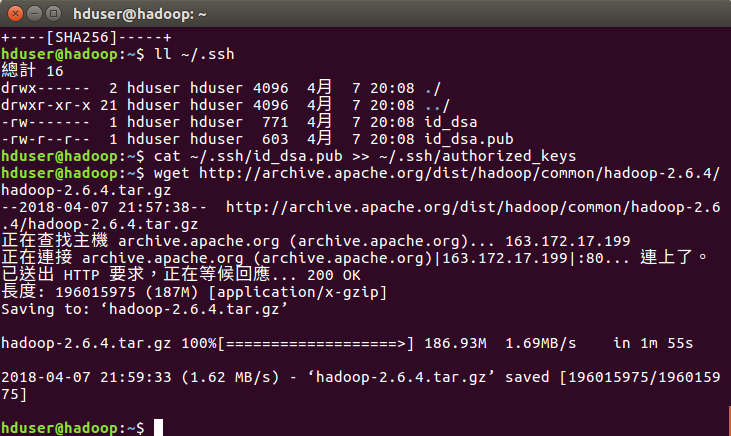 hduser@hadoop: ~
+----[SHA256]-----+
hduser@hadoop:~$ ll ~/.ssh
總計 16
drwx------  2 hduser hduser 4096  4月  7 20:08 ./
drwxr-xr-x 21 hduser hduser 4096  4月  7 20:08 ../
-rw-------  1 hduser hduser  771  4月  7 20:08 id_dsa
-rw-r--r--  1 hduser hduser  603  4月  7 20:08 id_dsa.pub
hduser@hadoop:~$ cat ~/.ssh/id_dsa.pub >> ~/.ssh/authorized_keys
hduser@hadoop:~$ wget http://archive.apache.org/dist/hadoop/common/hadoop-2.6.4/
hadoop-2.6.4.tar.gz
--2018-04-07 21:57:38--  http://archive.apache.org/dist/hadoop/common/hadoop-2.6
.4/hadoop-2.6.4.tar.gz
正在查找主機 archive.apache.org (archive.apache.org)... 163.172.17.199
正在連接 archive.apache.org (archive.apache.org)|163.172.17.199|:80... 連上了。
已送出 HTTP 要求，正在等候回應... 200 OK
長度: 196015975 (187M) [application/x-gzip]
Saving to: ‘hadoop-2.6.4.tar.gz’
hadoop-2.6.4.tar.gz 100%[===================>] 186.93M  1.69MB/s    in 1m 55s
2018-04-07 21:59:33 (1.62 MB/s) - ‘hadoop-2.6.4.tar.gz’ saved [196015975/1960159
75]
hduser@hadoop:~$